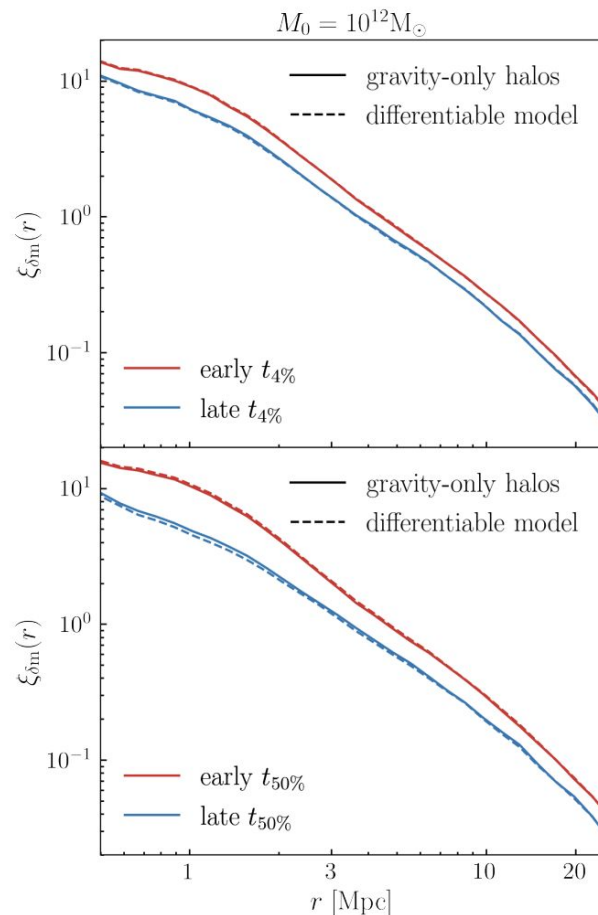 M₀ = 10¹²M☉
10¹
10⁰
10⁻¹
ξδm(r)
gravity-only halos
differentiable model
early t4%
late t4%
10¹
10⁰
10⁻¹
ξδm(r)
gravity-only halos
differentiable model
early t50%
late t50%
1 3 10 20
r [Mpc]